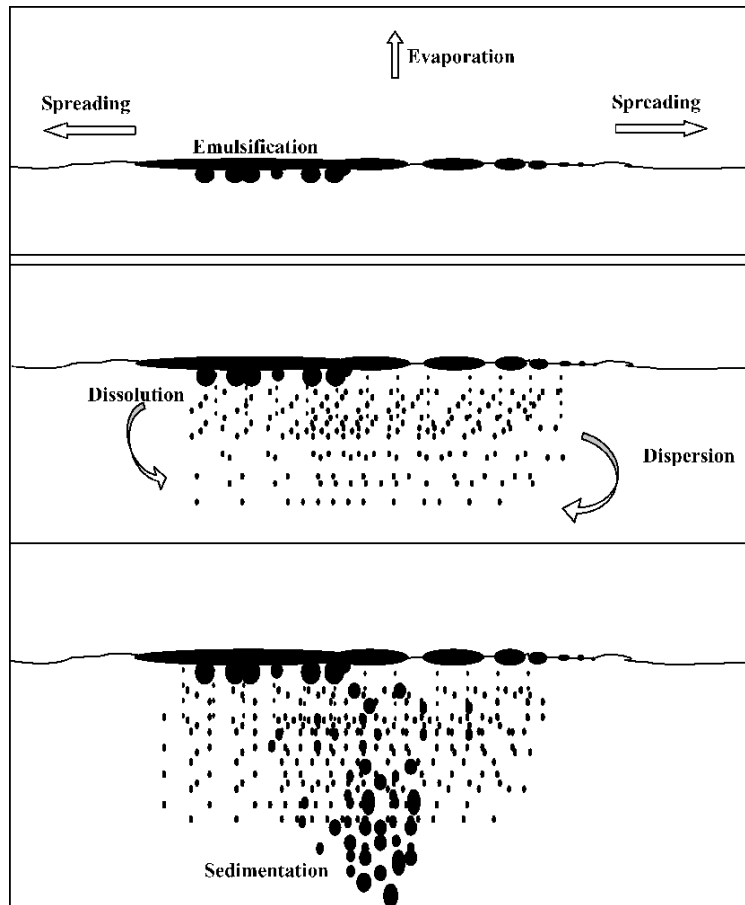 Evaporation
Spreading
Spreading
Emulsification
Dissolution
Dispersion
Sedimentation